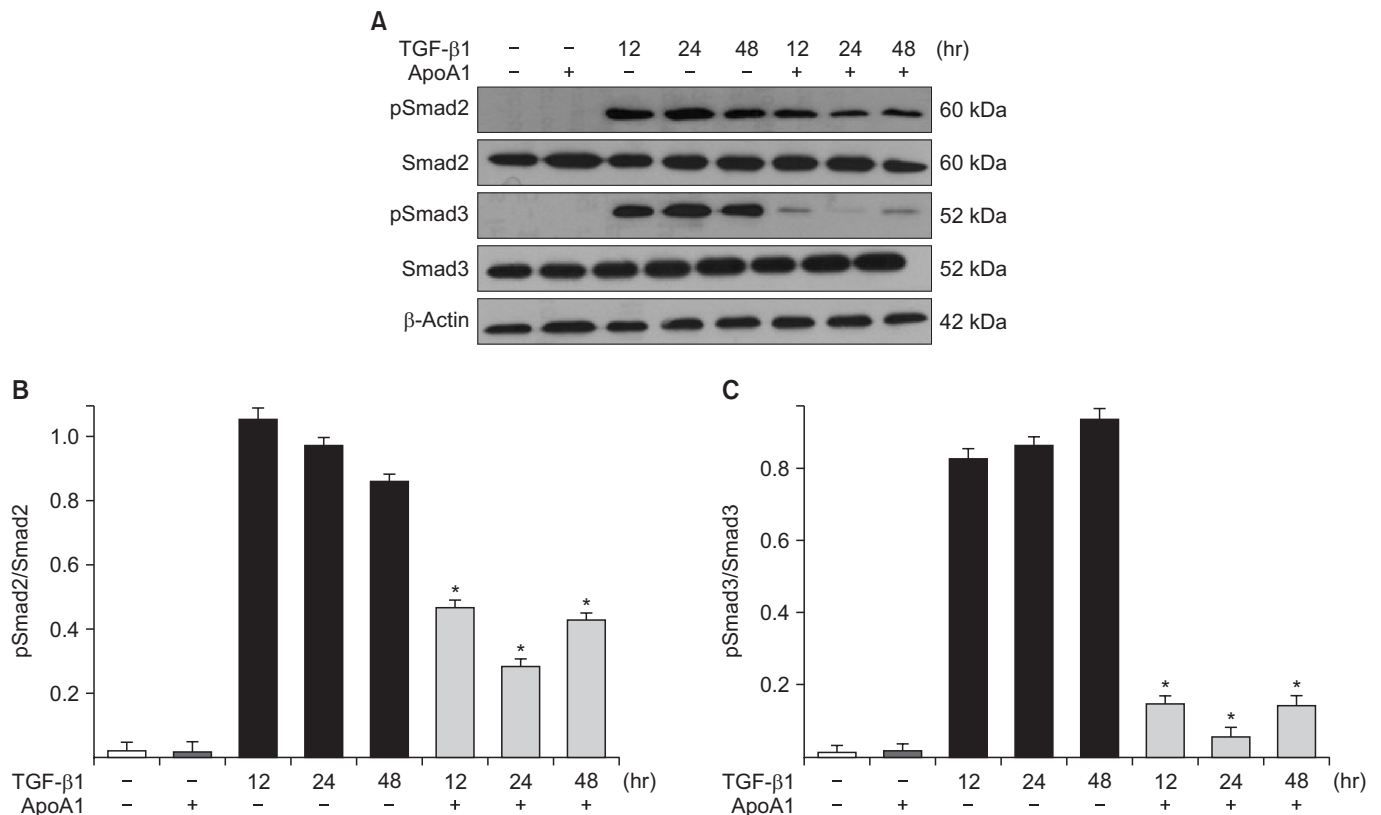 A
TGF-β1 – – 12 24 48 12 24 48 (hr)
ApoA1 – + – – – + + +
pSmad2 60 kDa
Smad2 60 kDa
pSmad3 52 kDa
Smad3 52 kDa
β-Actin 42 kDa
B
pSmad2/Smad2
1.0
0.8
0.6
0.4
0.2
* * *
TGF-β1 – – 12 24 48 12 24 48 (hr)
ApoA1 – + – – – + + +
C
pSmad3/Smad3
0.8
0.6
0.4
0.2
* * *
TGF-β1 – – 12 24 48 12 24 48 (hr)
ApoA1 – + – – – + + +